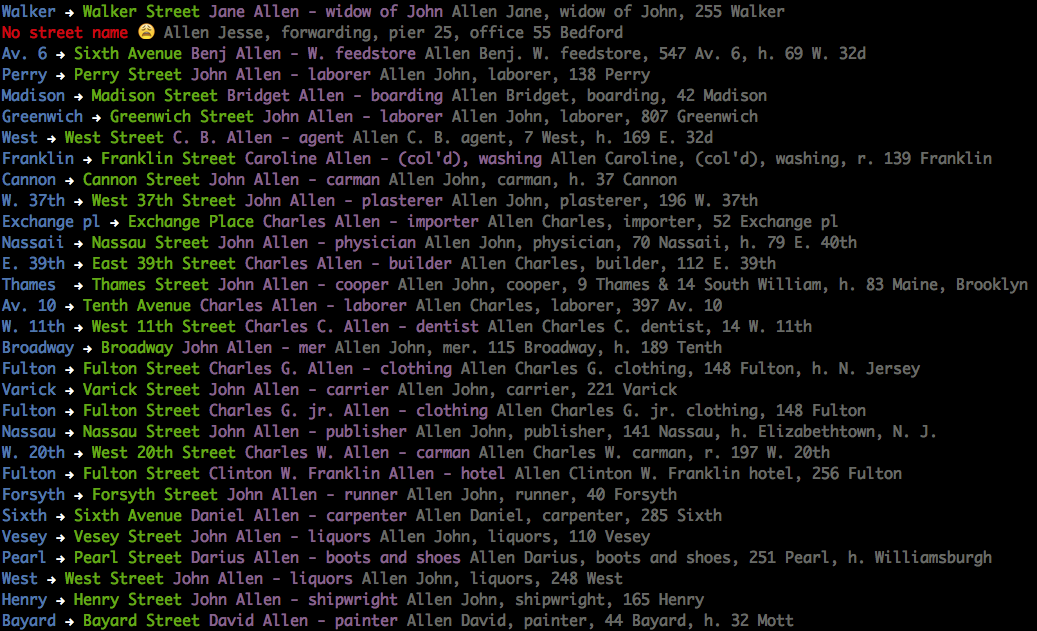 Walker → Walker Street Jane Allen - widow of John Allen Jane, widow of John, 255 Walker
No street name 😩 Allen Jesse, forwarding, pier 25, office 55 Bedford
Av. 6 → Sixth Avenue Benj Allen - W. feedstore Allen Benj. W. feedstore, 547 Av. 6, h. 69 W. 32d
Perry → Perry Street John Allen - laborer Allen John, laborer, 138 Perry
Madison → Madison Street Bridget Allen - boarding Allen Bridget, boarding, 42 Madison
Greenwich → Greenwich Street John Allen - laborer Allen John, laborer, 807 Greenwich
West → West Street C. B. Allen - agent Allen C. B. agent, 7 West, h. 169 E. 32d
Franklin → Franklin Street Caroline Allen - (col'd), washing Allen Caroline, (col'd), washing, r. 139 Franklin
Cannon → Cannon Street John Allen - carman Allen John, carman, h. 37 Cannon
W. 37th → West 37th Street John Allen - plasterer Allen John, plasterer, 196 W. 37th
Exchange pl → Exchange Place Charles Allen - importer Allen Charles, importer, 52 Exchange pl
Nassaii → Nassau Street John Allen - physician Allen John, physician, 70 Nassaii, h. 79 E. 40th
E. 39th → East 39th Street Charles Allen - builder Allen Charles, builder, 112 E. 39th
Thames → Thames Street John Allen - cooper Allen John, cooper, 9 Thames & 14 South William, h. 83 Maine, Brooklyn
Av. 10 → Tenth Avenue Charles Allen - laborer Allen Charles, laborer, 397 Av. 10
W. 11th → West 11th Street Charles C. Allen - dentist Allen Charles C. dentist, 14 W. 11th
Broadway → Broadway John Allen - mer Allen John, mer. 115 Broadway, h. 189 Tenth
Fulton → Fulton Street Charles G. Allen - clothing Allen Charles G. clothing, 148 Fulton, h. N. Jersey
Varick → Varick Street John Allen - carrier Allen John, carrier, 221 Varick
Fulton → Fulton Street Charles G. jr. Allen - clothing Allen Charles G. jr. clothing, 148 Fulton
Nassau → Nassau Street John Allen - publisher Allen John, publisher, 141 Nassau, h. Elizabethtown, N. J.
W. 20th → West 20th Street Charles W. Allen - carman Allen Charles W. carman, r. 197 W. 20th
Fulton → Fulton Street Clinton W. Franklin Allen - hotel Allen Clinton W. Franklin hotel, 256 Fulton
Forsyth → Forsyth Street John Allen - runner Allen John, runner, 40 Forsyth
Sixth → Sixth Avenue Daniel Allen - carpenter Allen Daniel, carpenter, 285 Sixth
Vesey → Vesey Street John Allen - liquors Allen John, liquors, 110 Vesey
Pearl → Pearl Street Darius Allen - boots and shoes Allen Darius, boots and shoes, 251 Pearl, h. Williamsburgh
West → West Street John Allen - liquors Allen John, liquors, 248 West
Henry → Henry Street John Allen - shipwright Allen John, shipwright, 165 Henry
Bayard → Bayard Street David Allen - painter Allen David, painter, 44 Bayard, h. 32 Mott